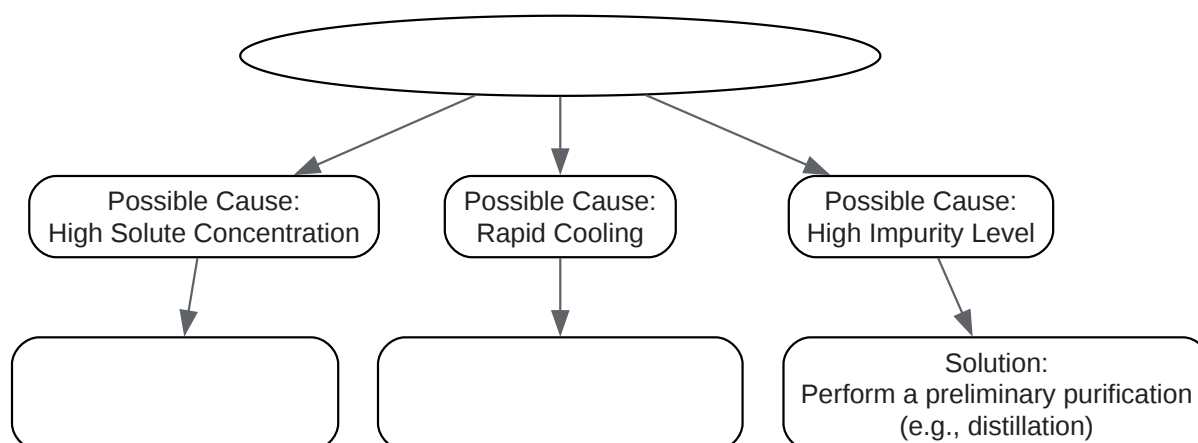 Possible Cause:
High Solute Concentration
Possible Cause:
Rapid Cooling
Possible Cause:
High Impurity Level
Solution:
Perform a preliminary purification
(e.g., distillation)